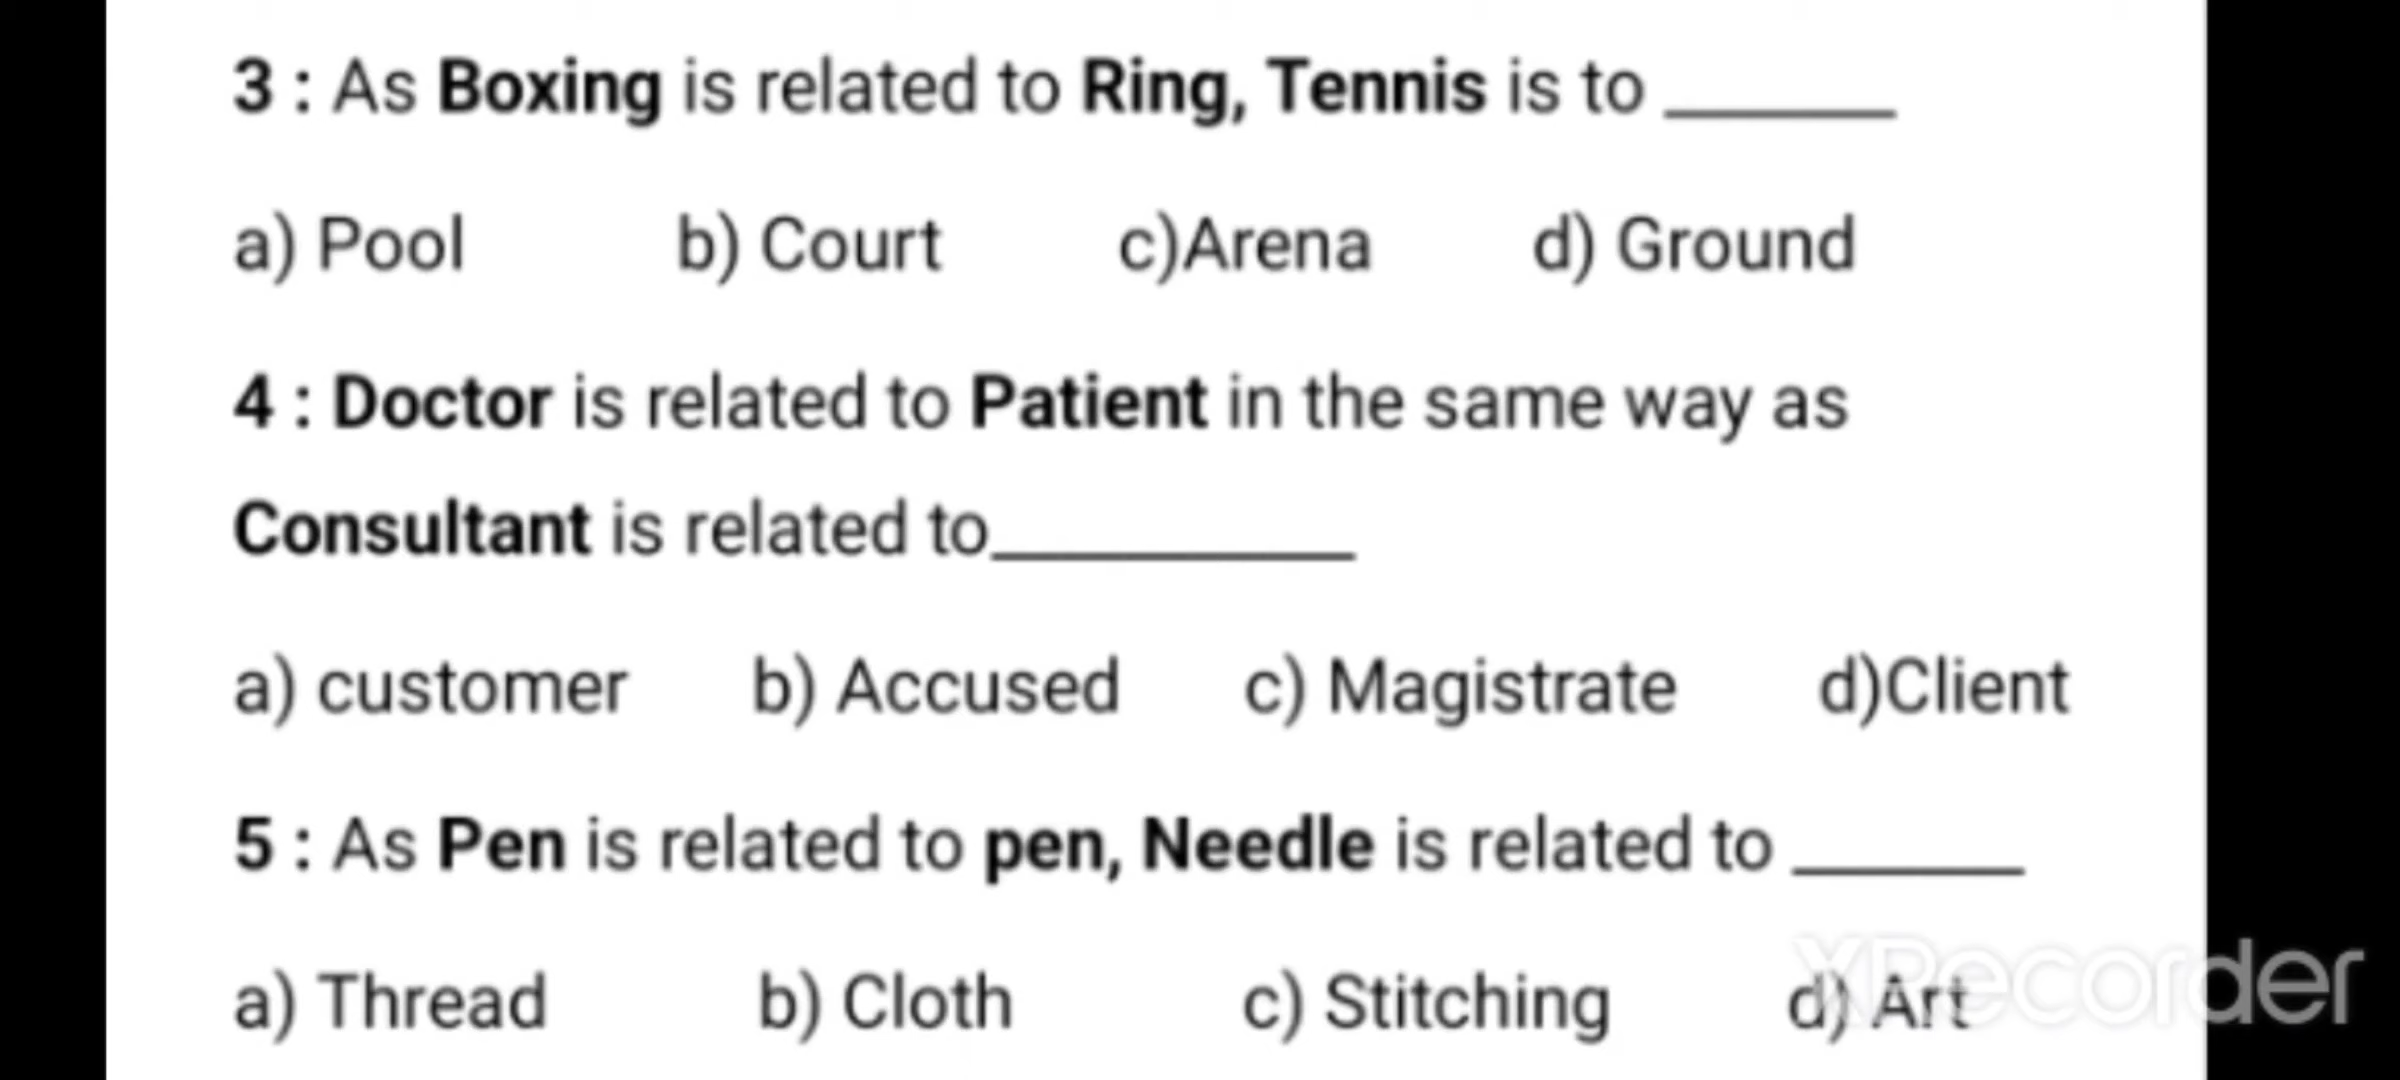 3 : As Boxing is related to Ring, Tennis is to ______
a) Pool b) Court c)Arena d) Ground
4 : Doctor is related to Patient in the same way as
Consultant is related to_________
a) customer b) Accused c) Magistrate d)Client
5 : As Pen is related to pen, Needle is related to ______
a) Thread b) Cloth c) Stitching d) Art
XRecorder